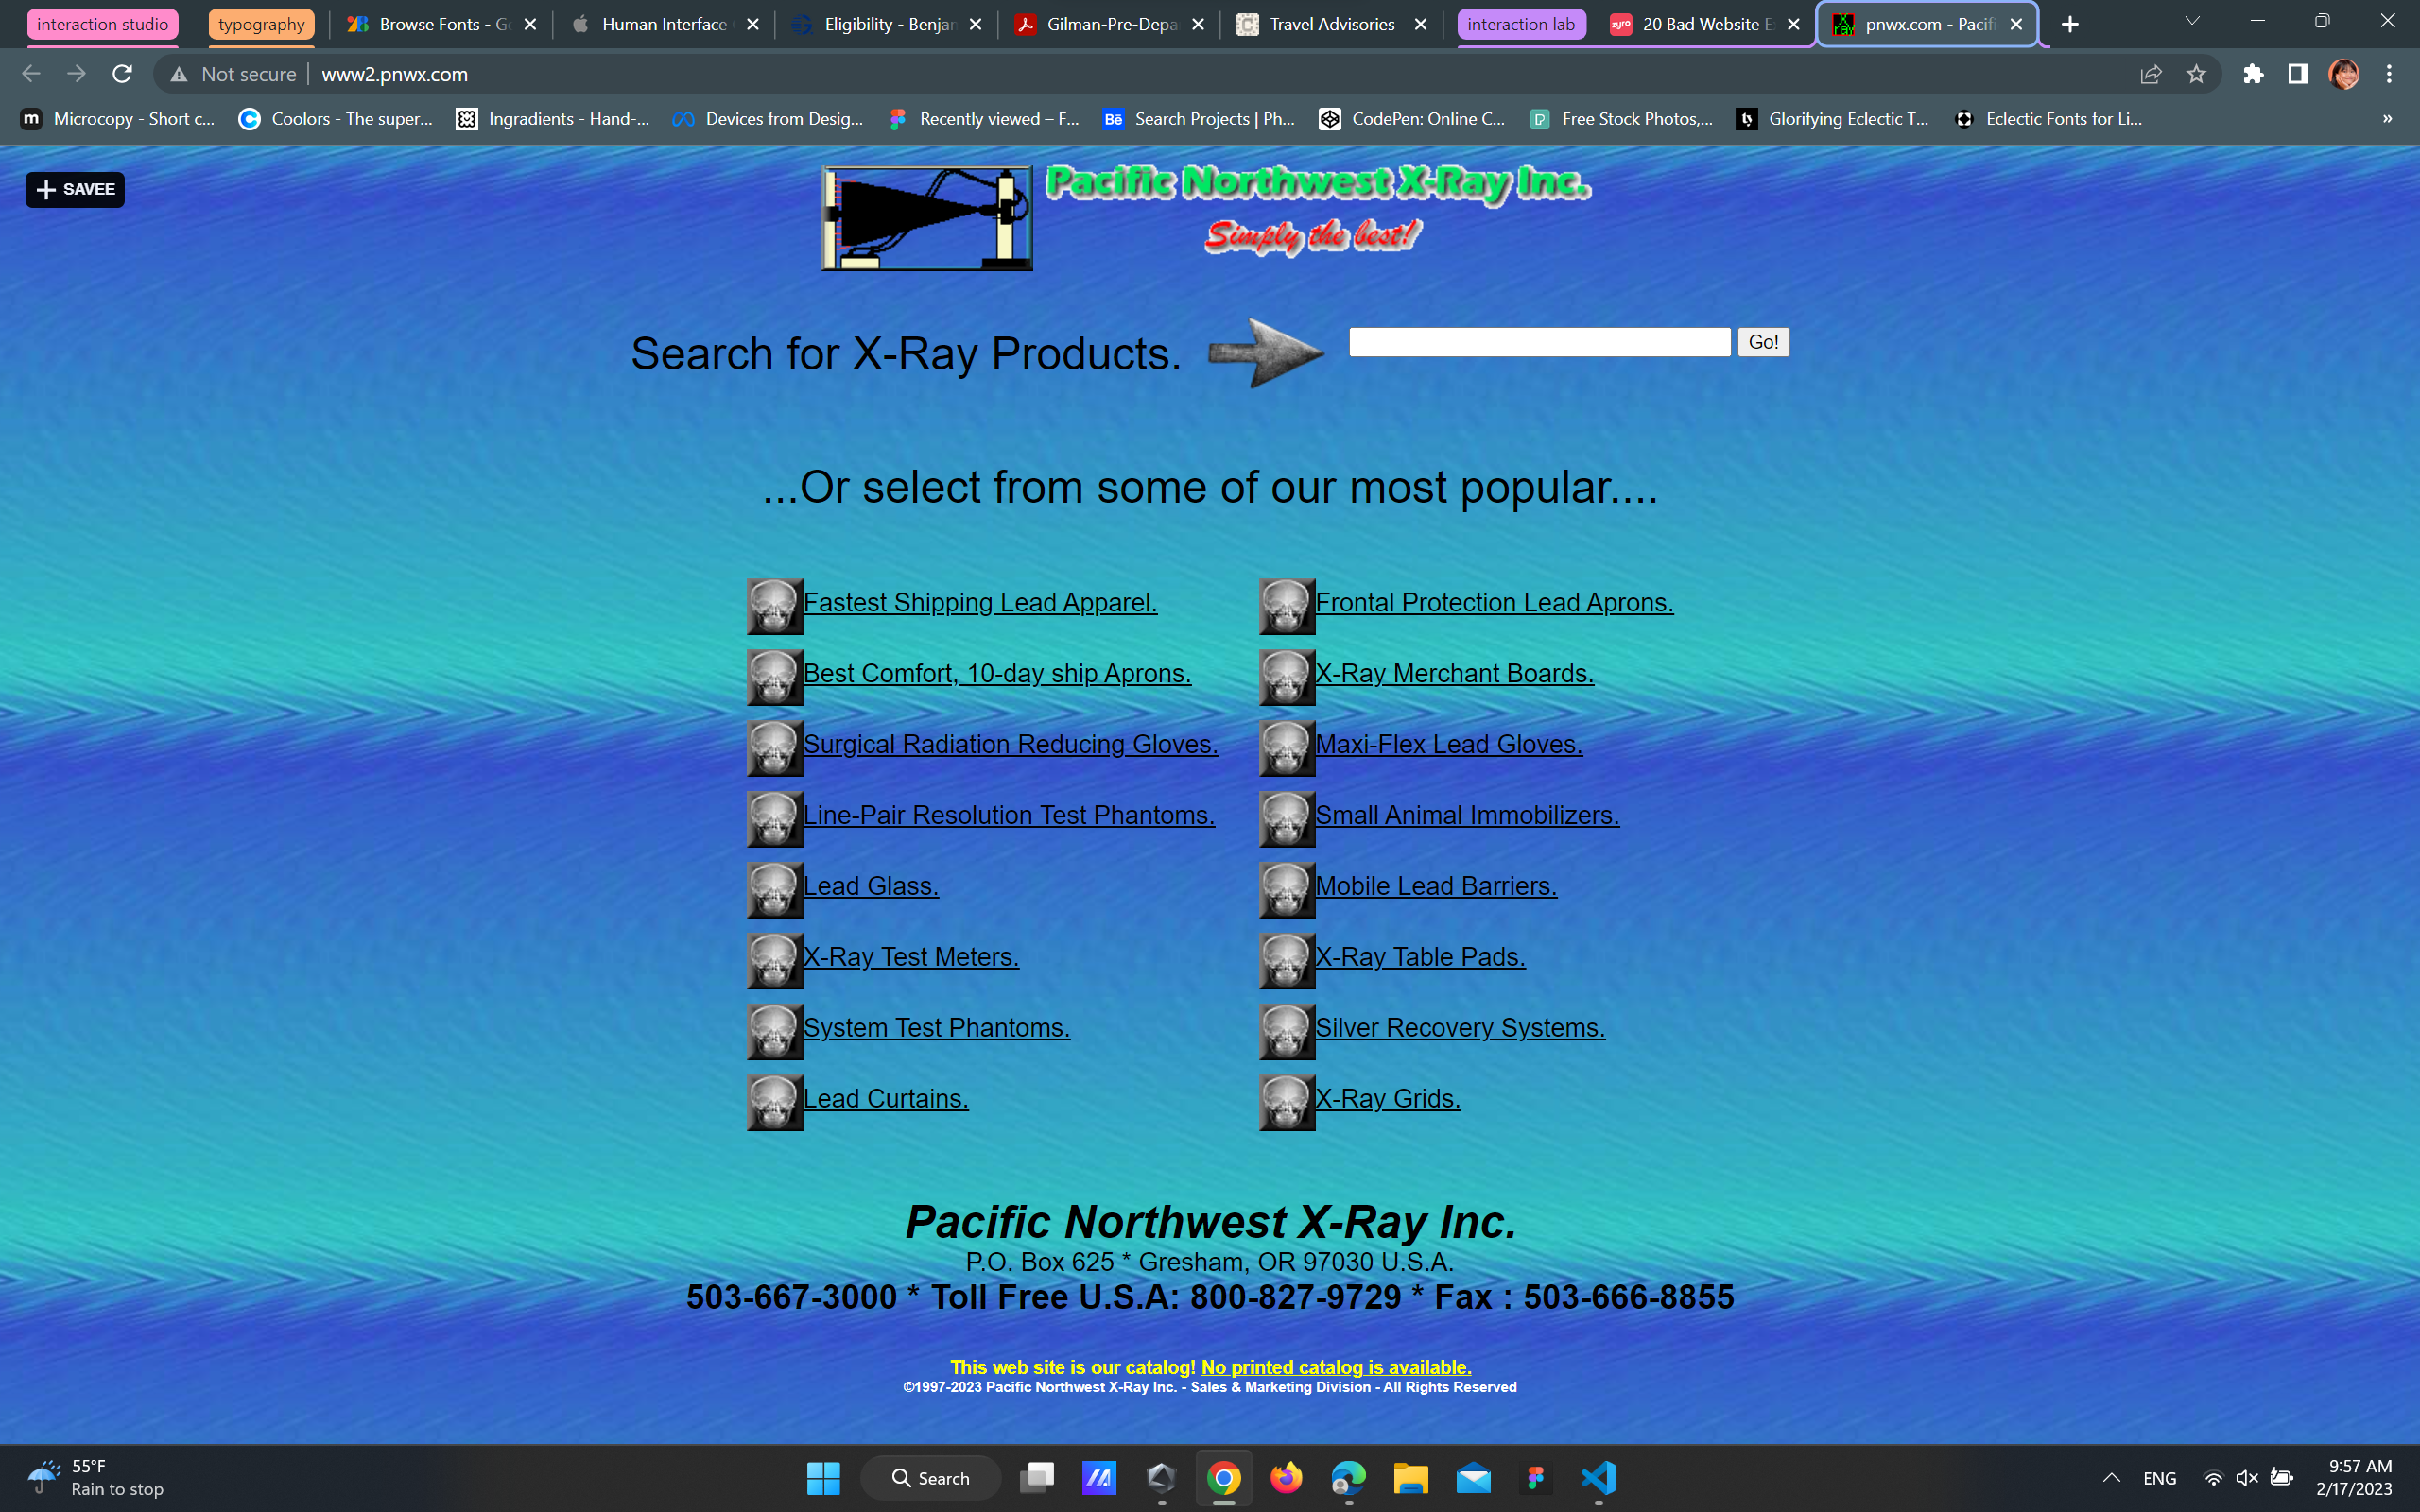 interaction studio typography Browse Fonts - G Human Interface Eligibility - Benjan Gilman-Pre-Depa Travel Advisories interaction lab 20 Bad Website E pnwx.com - Pacifi
Not secure www2.pnwx.com
Microcopy - Short c... Coolors - The super... Ingradients - Hand-... Devices from Desig... Recently viewed – F... Search Projects | Ph... CodePen: Online C... Free Stock Photos,... Glorifying Eclectic T... Eclectic Fonts for Li... »
SAVEE
Pacific Northwest X-Ray Inc.
Simply the best!
Search for X-Ray Products. Go!
...Or select from some of our most popular....
Fastest Shipping Lead Apparel. Frontal Protection Lead Aprons.
Best Comfort, 10-day ship Aprons. X-Ray Merchant Boards.
Surgical Radiation Reducing Gloves. Maxi-Flex Lead Gloves.
Line-Pair Resolution Test Phantoms. Small Animal Immobilizers.
Lead Glass. Mobile Lead Barriers.
X-Ray Test Meters. X-Ray Table Pads.
System Test Phantoms. Silver Recovery Systems.
Lead Curtains. X-Ray Grids.
Pacific Northwest X-Ray Inc.
P.O. Box 625 * Gresham, OR 97030 U.S.A.
503-667-3000 * Toll Free U.S.A: 800-827-9729 * Fax : 503-666-8855
This web site is our catalog! No printed catalog is available.
©1997-2023 Pacific Northwest X-Ray Inc. - Sales & Marketing Division - All Rights Reserved
55°F
Rain to stop
Search
ENG
9:57 AM
2/17/2023